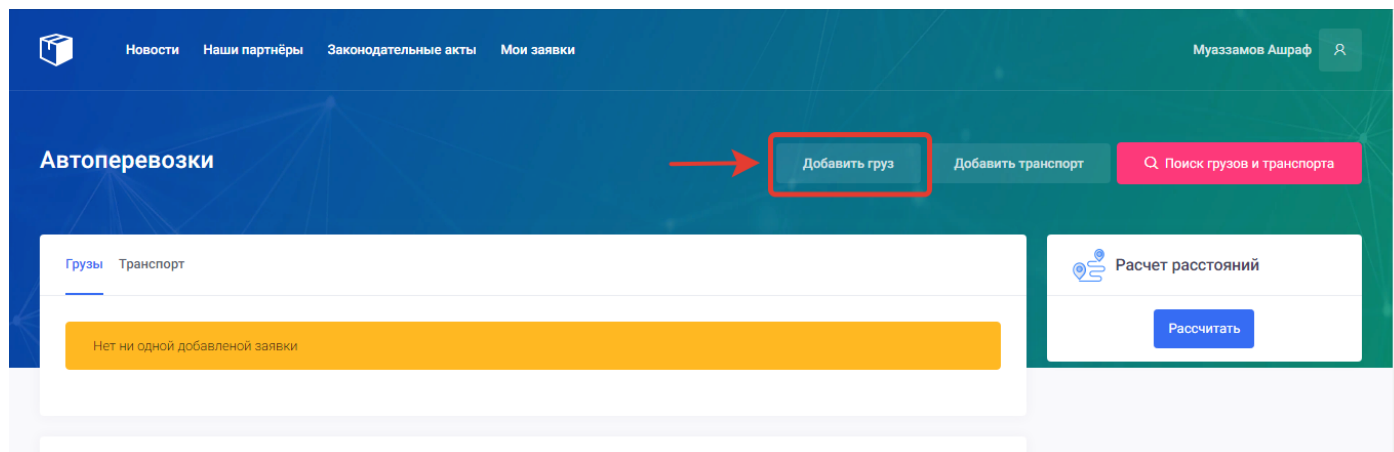 Новости Наши партнёры Законодательные акты Мои заявки Муаззамов Ашраф
Автоперевозки Добавить груз Добавить транспорт Поиск грузов и транспорта
Грузы Транспорт
Расчет расстояний
Нет ни одной добавленой заявки
Рассчитать